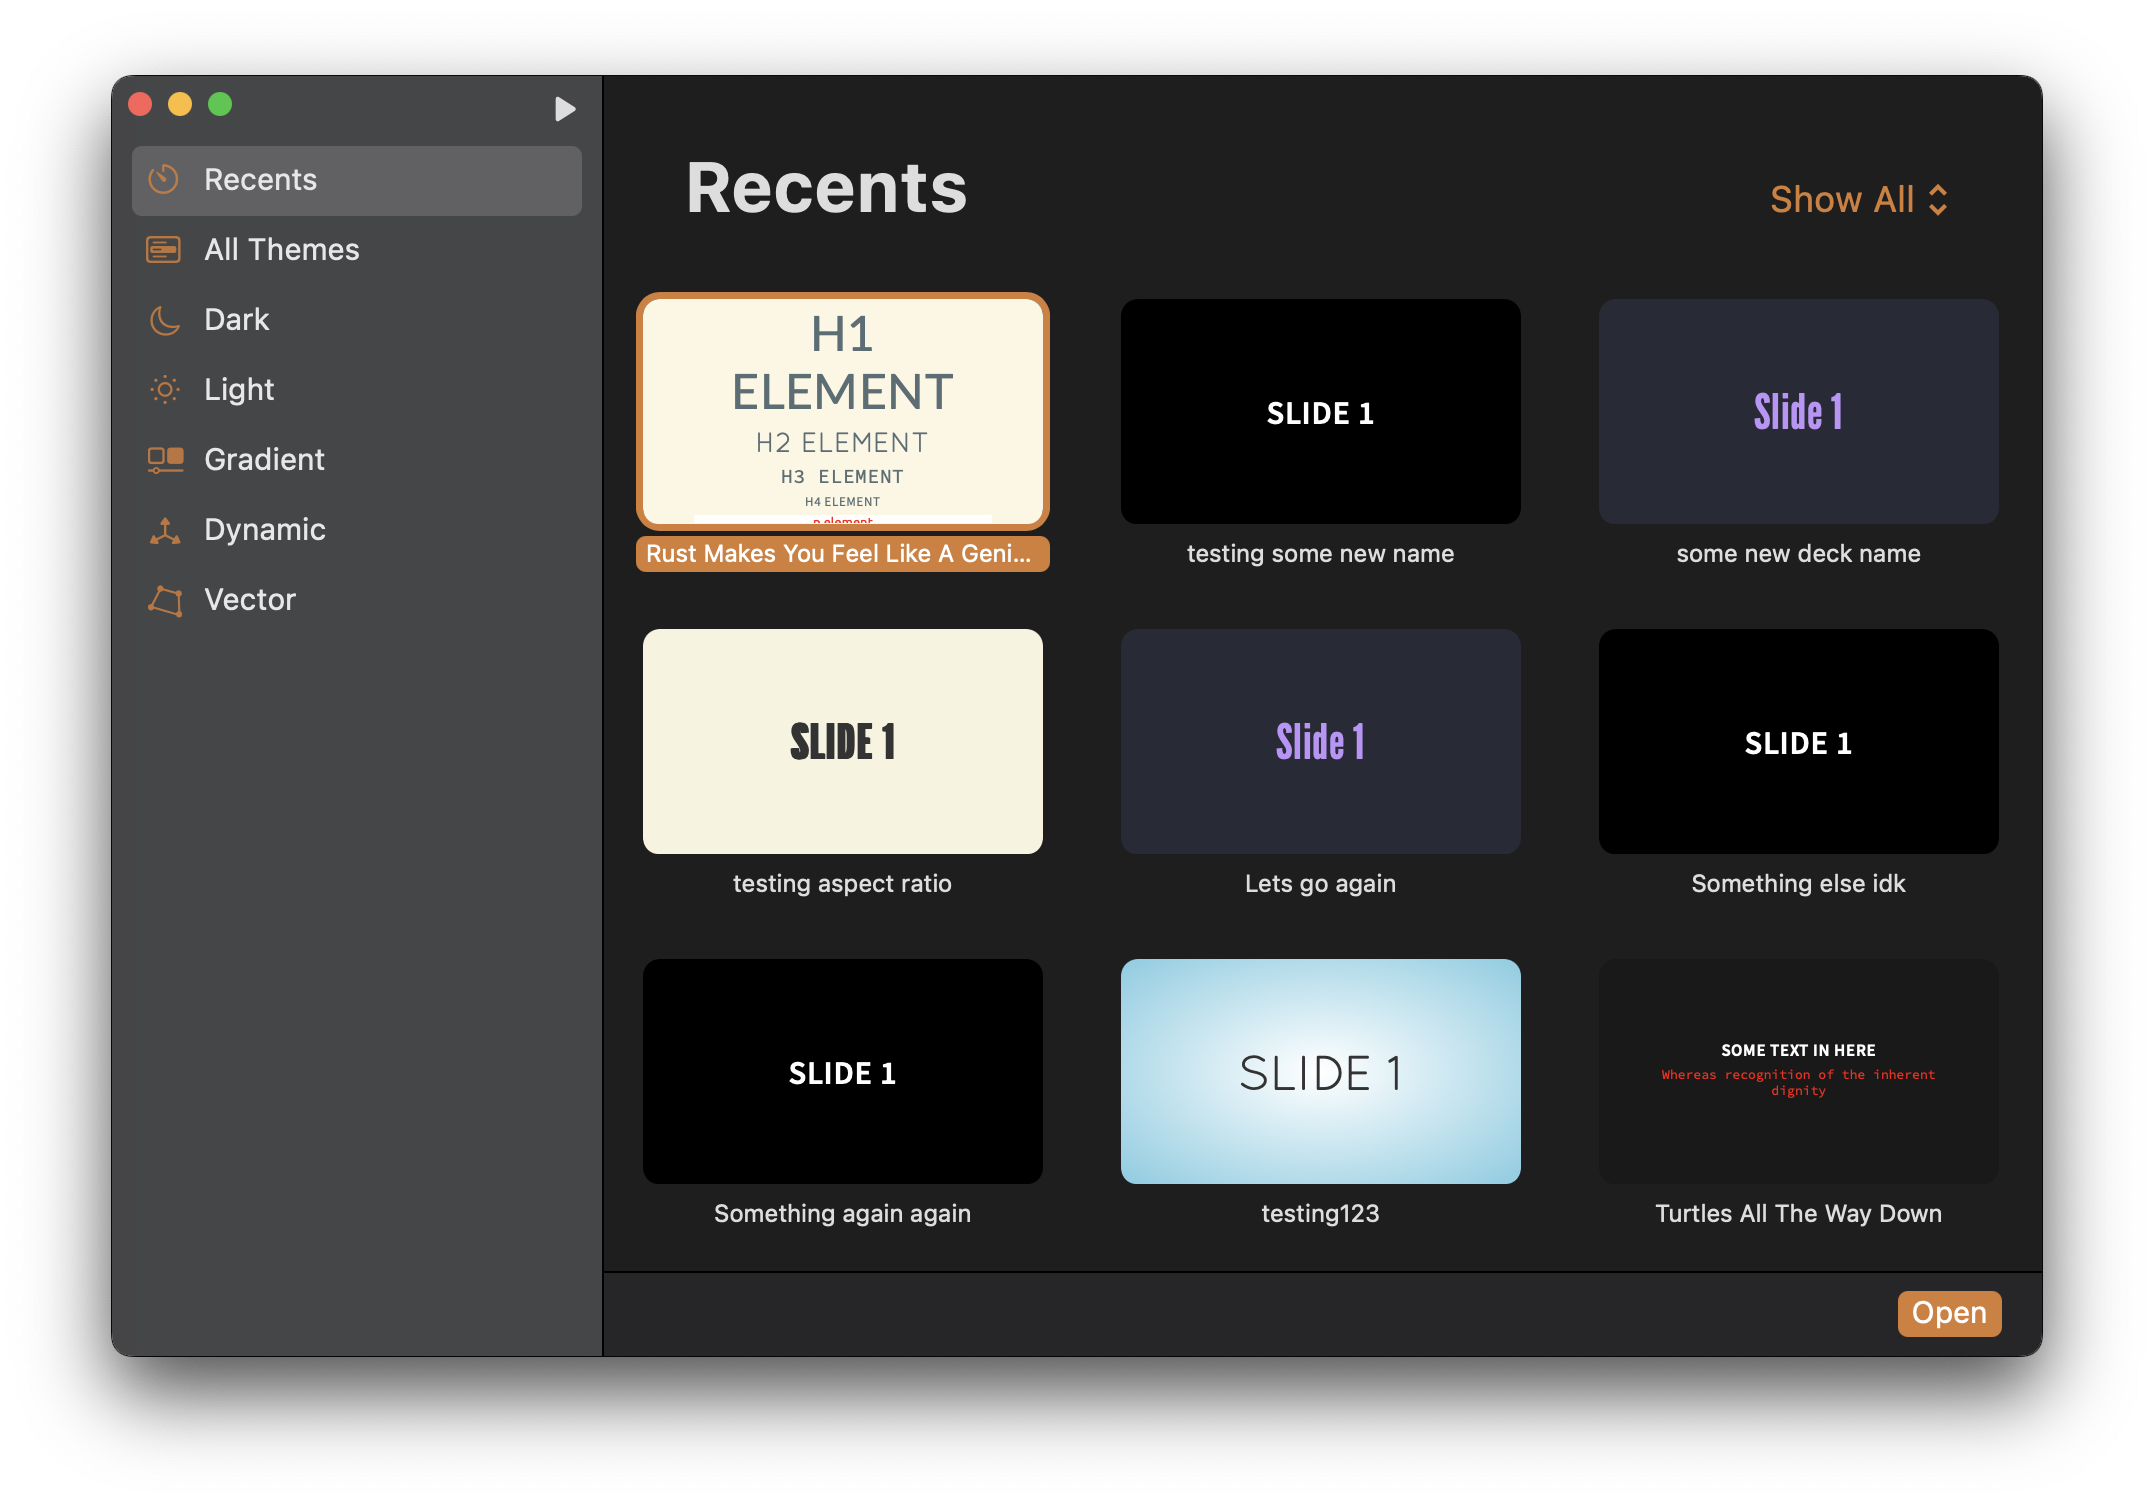 Recents
All Themes
Dark
Light
Gradient
Dynamic
Vector
Recents
Show All
H1
ELEMENT
H2 ELEMENT
H3 ELEMENT
H4 ELEMENT
p element
Rust Makes You Feel Like A Geni...
SLIDE 1
testing some new name
Slide 1
some new deck name
SLIDE 1
testing aspect ratio
Slide 1
Lets go again
SLIDE 1
Something else idk
SLIDE 1
Something again again
SLIDE 1
testing123
SOME TEXT IN HERE
Whereas recognition of the inherent
dignity
Turtles All The Way Down
Open